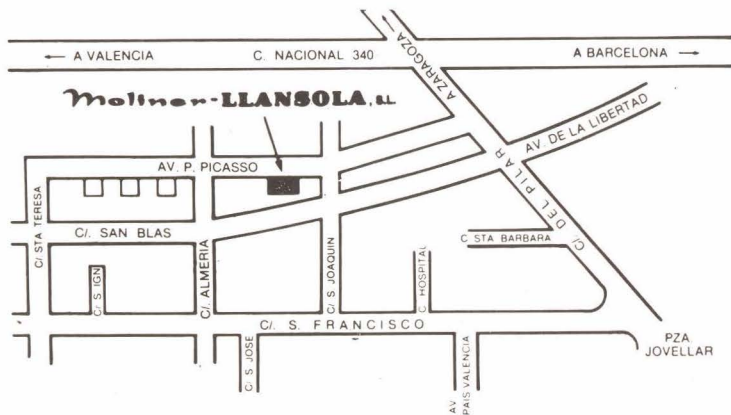 ← A VALENCIA C. NACIONAL 340 A BARCELONA →
A ZARAGOZA
Moliner-LLANSOLA, S.L.
AV. DE LA LIBERTAD
AV. P. PICASSO
C/. DEL PILAR
C/ STA TERESA
C/. SAN BLAS
C STA BARBARA
C/. S. IGN
C/. ALMERIA
C/ S. JOAQUIN
C. HOSPITAL
C/. S. FRANCISCO
C/ S JOSE
AV
PAIS VALENCIA
PZA
JOVELLAR